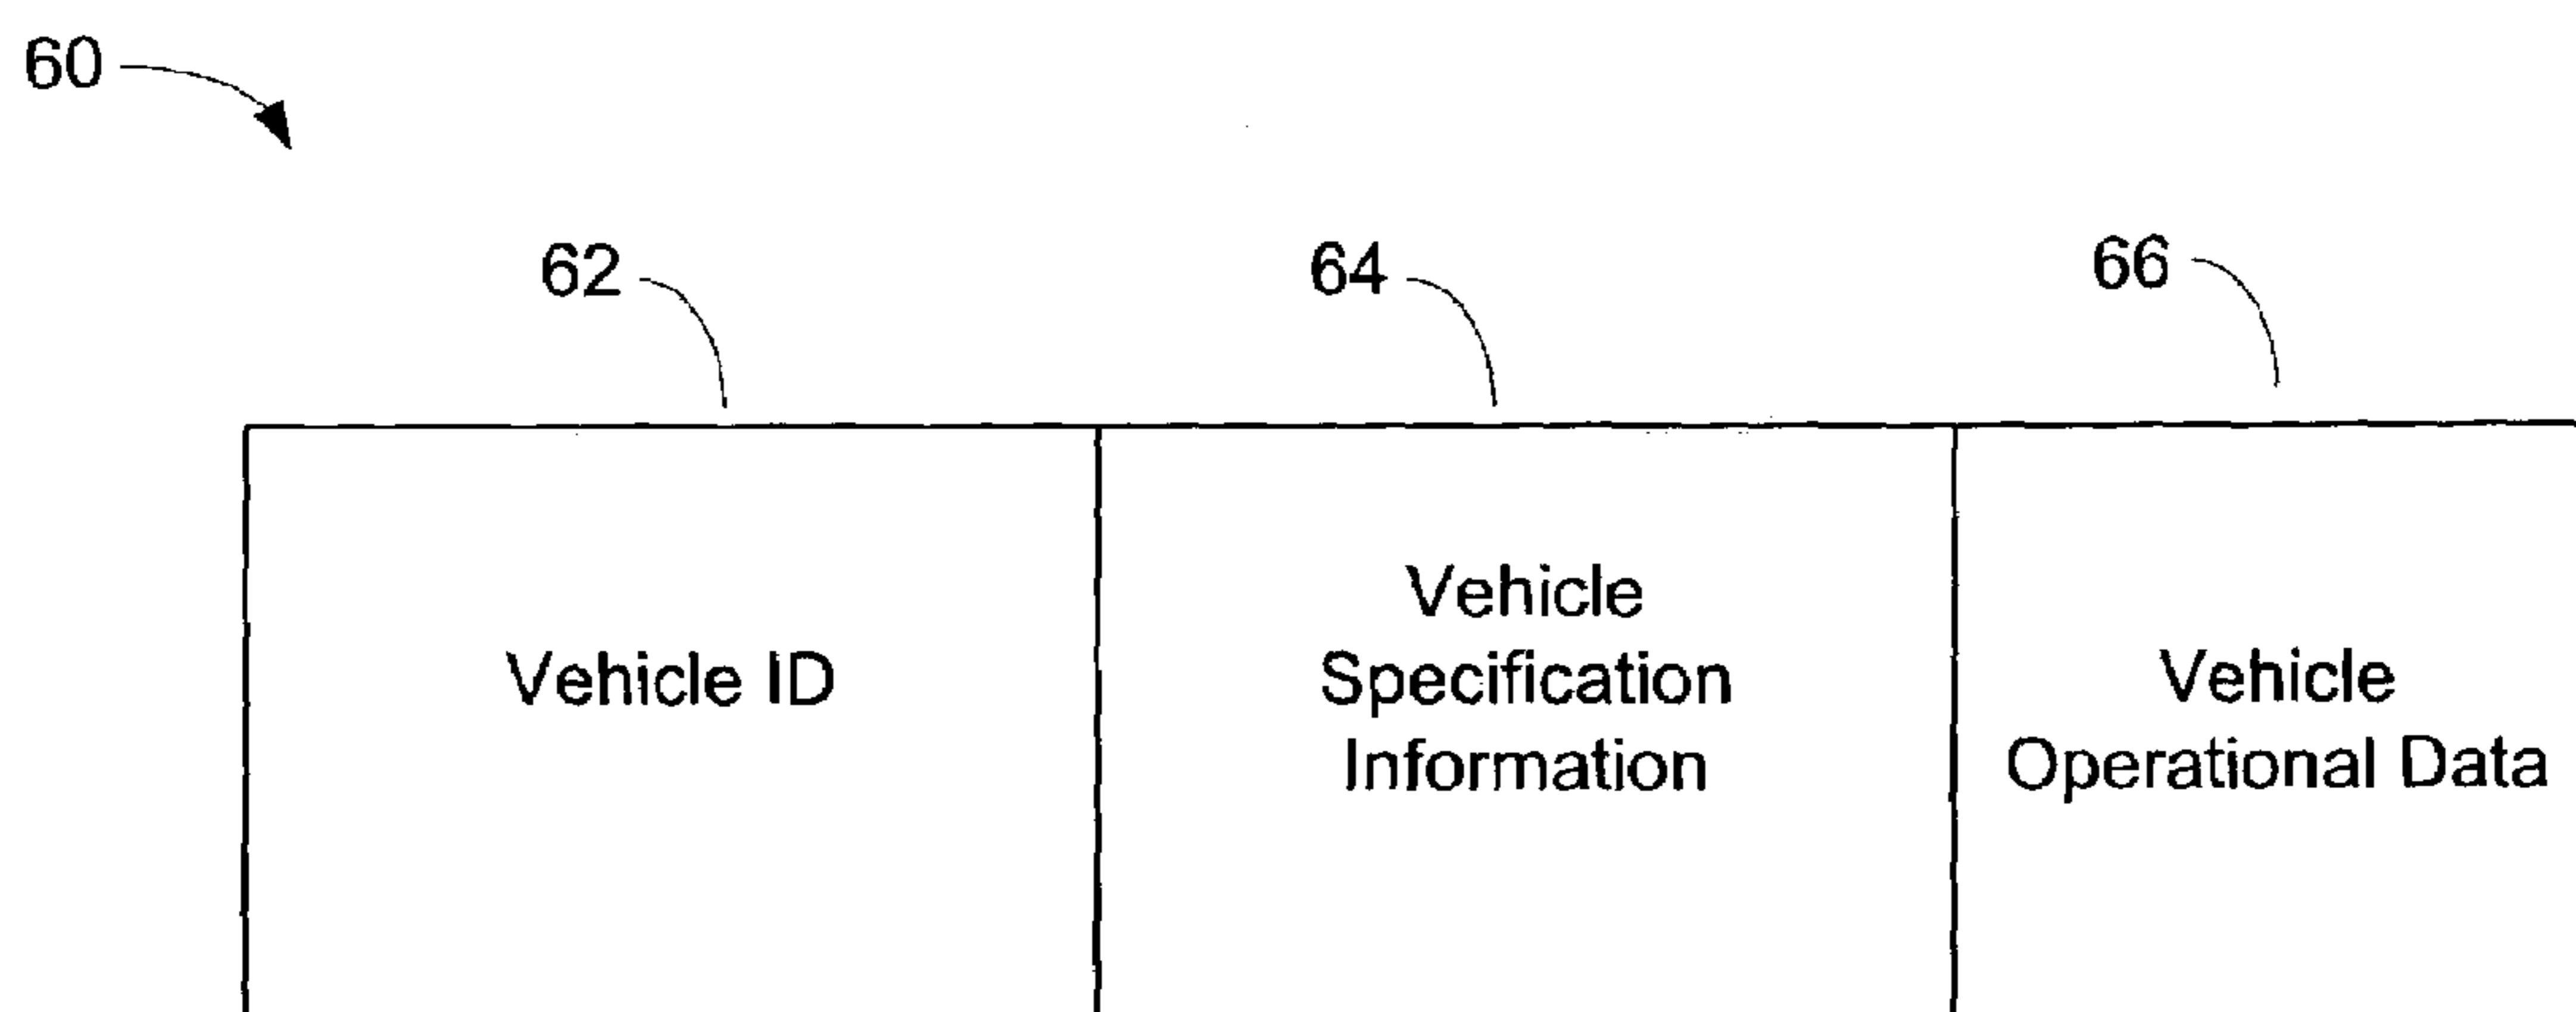 60
62
64
66
Vehicle ID
Vehicle
Specification
Information
Vehicle
Operational Data